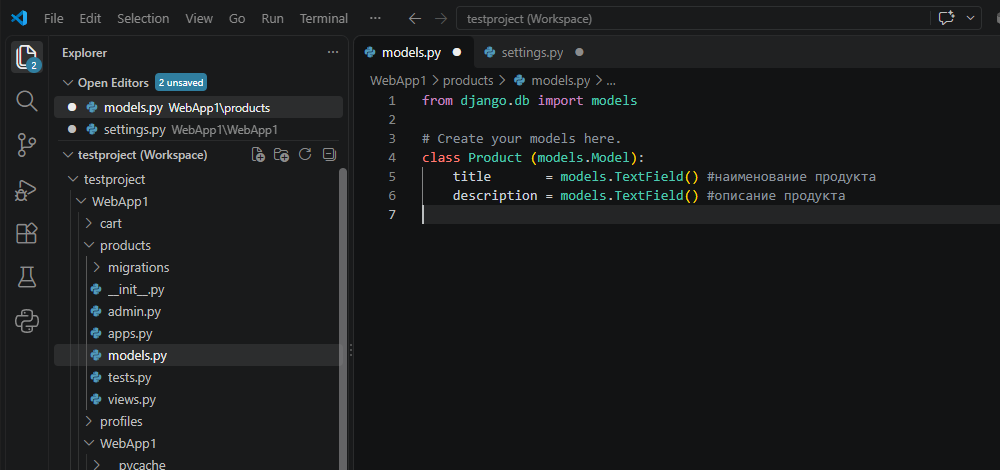 File Edit Selection View Go Run Terminal ··· testproject (Workspace)
Explorer ···
2
Open Editors 2 unsaved
models.py WebApp1\products
settings.py WebApp1\WebApp1
testproject (Workspace)
testproject
WebApp1
cart
products
migrations
__init__.py
admin.py
apps.py
models.py
tests.py
views.py
profiles
WebApp1
__pycache
models.py settings.py
WebApp1 > products > models.py > ...
1 from django.db import models
2
3 # Create your models here.
4 class Product (models.Model):
5     title       = models.TextField() #наименование продукта
6     description = models.TextField() #описание продукта
7